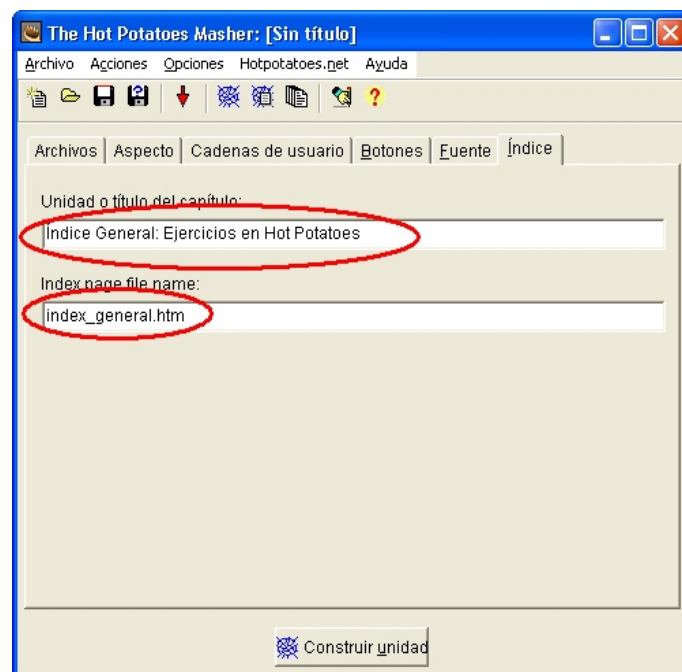 The Hot Potatoes Masher: [Sin título]
Archivo Acciones Opciones Hotpotatoes.net Ayuda
?
Archivos Aspecto Cadenas de usuario Botones Fuente Índice
Unidad o título del capítulo:
Índice General: Ejercicios en Hot Potatoes
Index page file name:
index_general.htm
Construir unidad